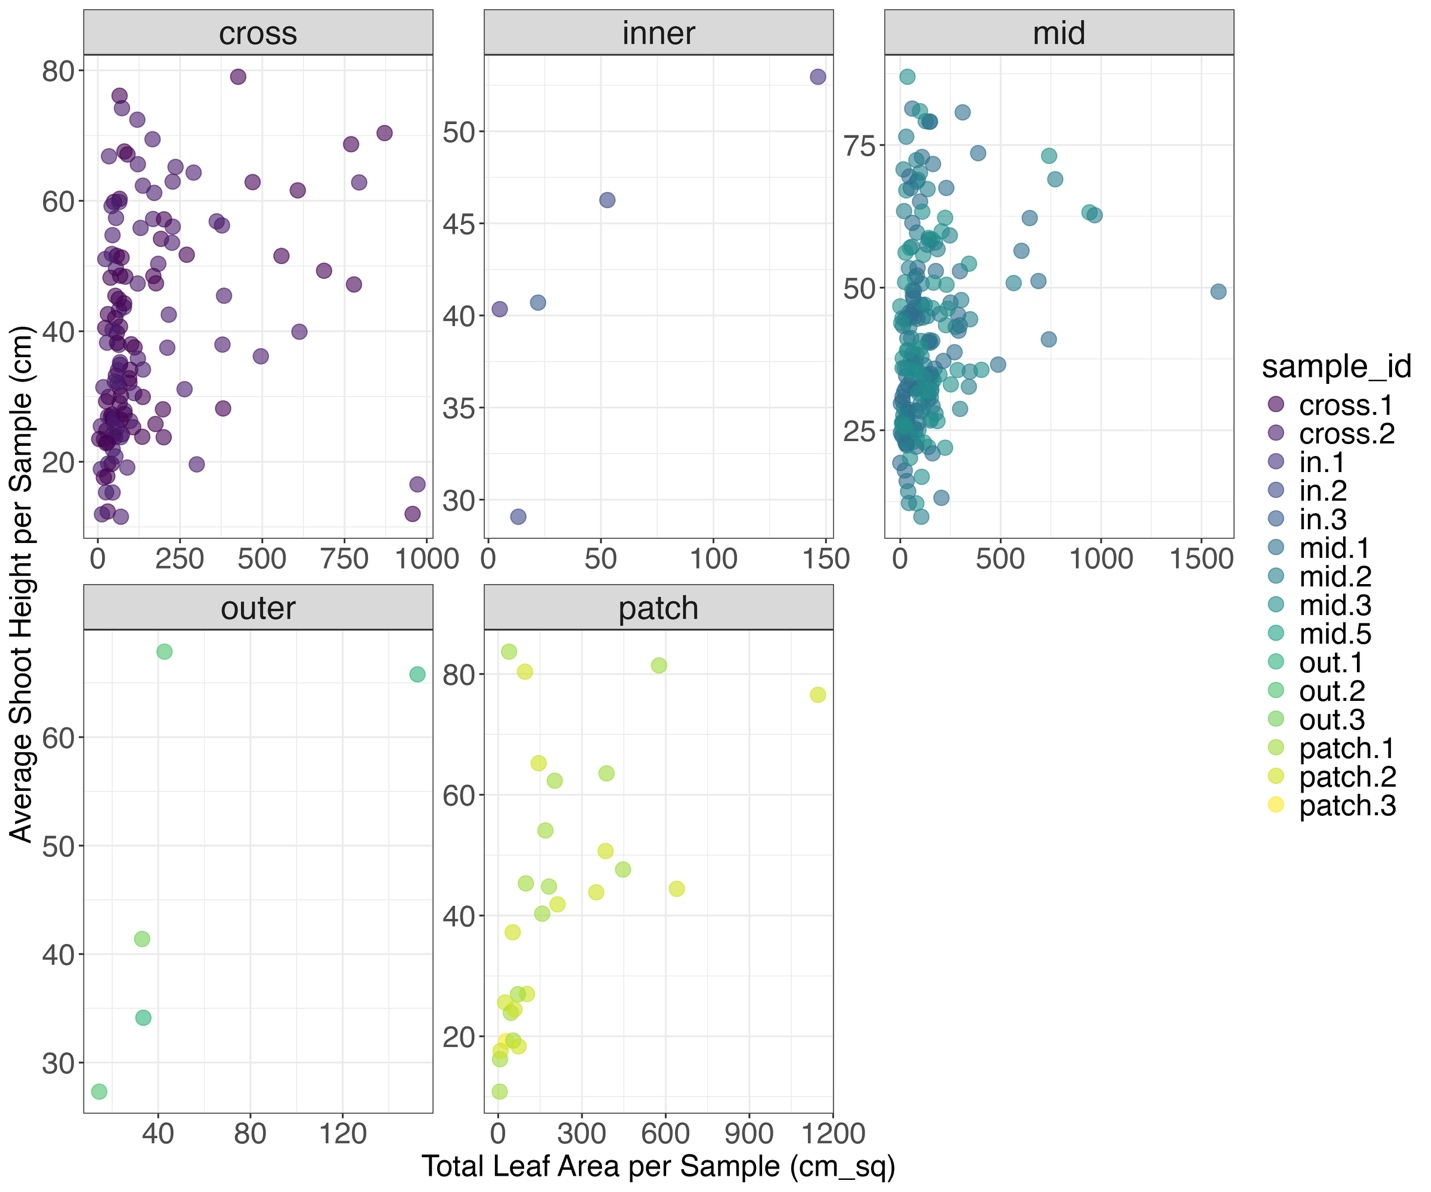 cross
inner
mid
80
60
40
20
50
45
40
35
30
75
50
25
0 250 500 750 1000
0 50 100 150
0 500 1000 1500
outer
patch
60
50
40
30
80
60
40
20
40 80 120
0 300 600 900 1200
Average Shoot Height per Sample (cm)
Total Leaf Area per Sample (cm_sq)
sample_id
cross.1
cross.2
in.1
in.2
in.3
mid.1
mid.2
mid.3
mid.5
out.1
out.2
out.3
patch.1
patch.2
patch.3